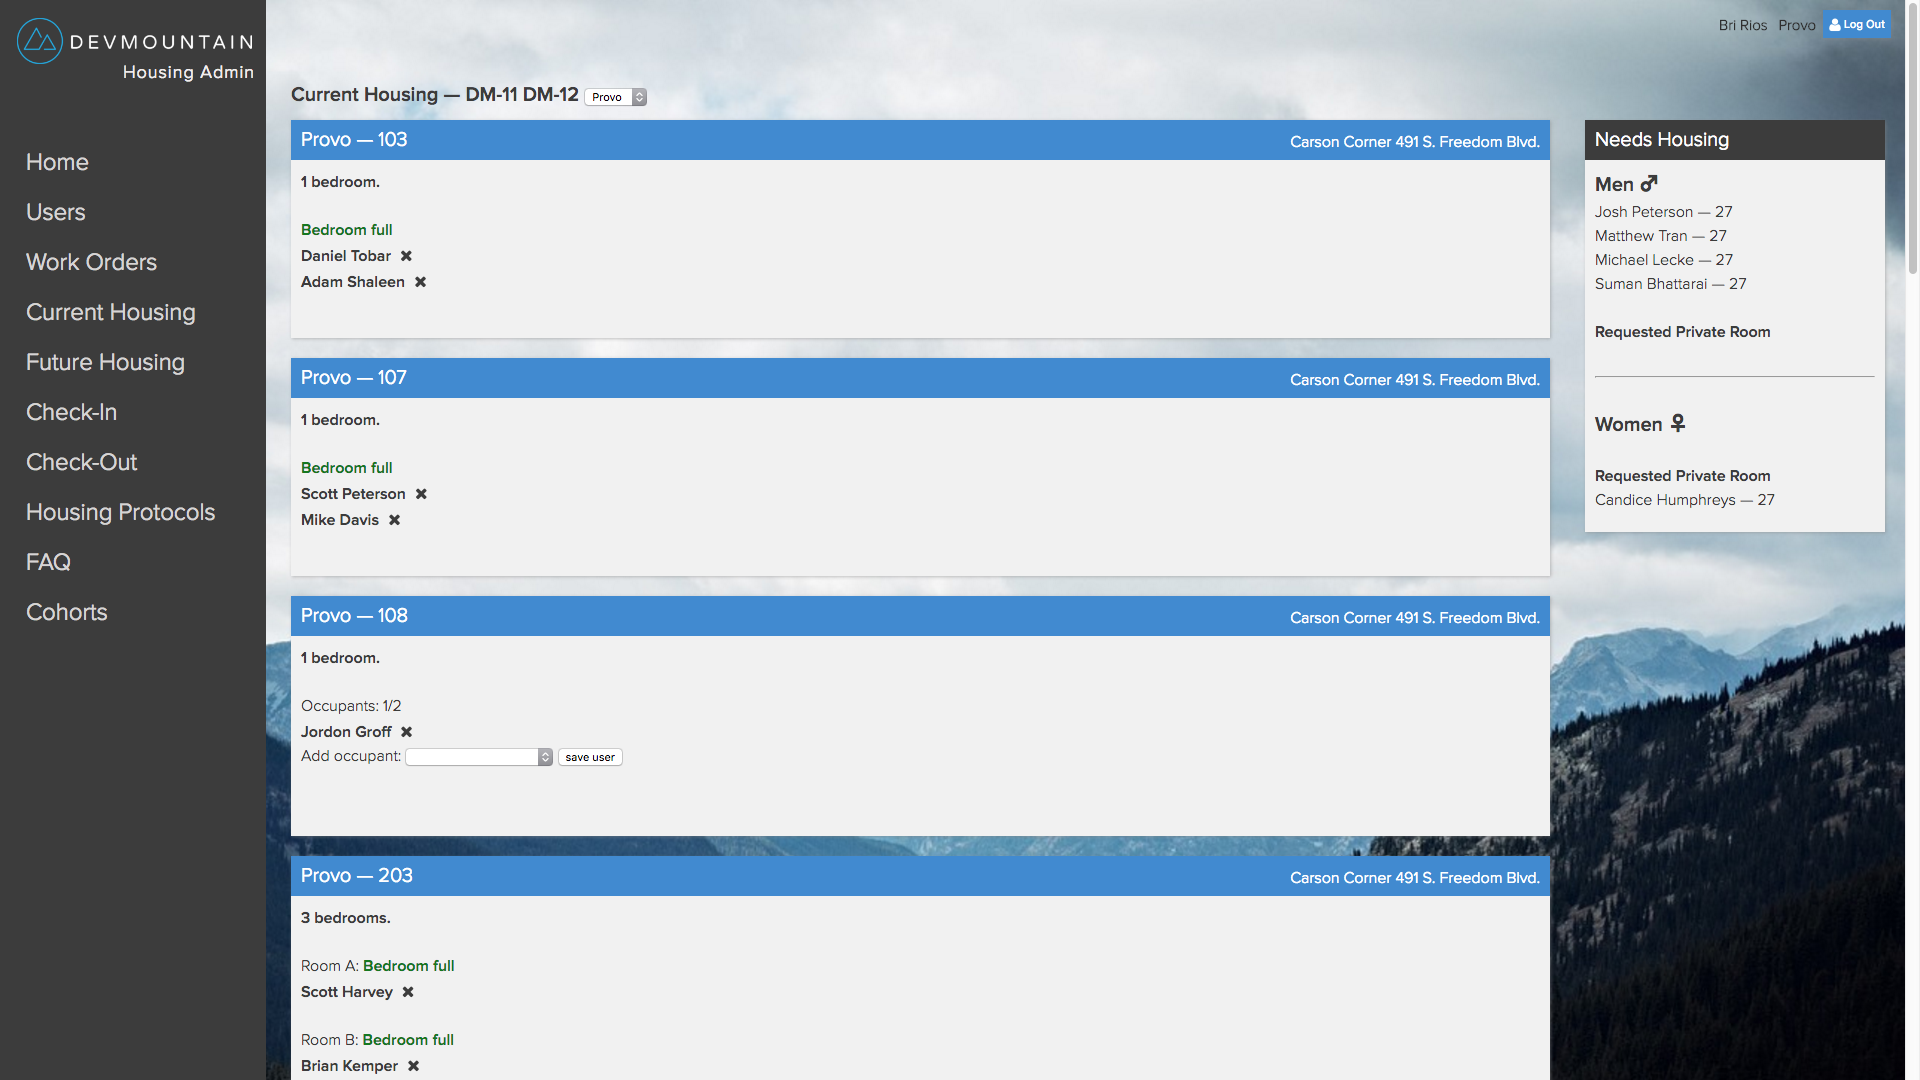 DEVMOUNTAIN
Housing Admin
Home
Users
Work Orders
Current Housing
Future Housing
Check-In
Check-Out
Housing Protocols
FAQ
Cohorts
Bri Rios Provo Log Out
Current Housing — DM-11 DM-12 Provo
Provo — 103 Carson Corner 491 S. Freedom Blvd.
1 bedroom.
Bedroom full
Daniel Tobar ✖
Adam Shaleen ✖
Provo — 107 Carson Corner 491 S. Freedom Blvd.
1 bedroom.
Bedroom full
Scott Peterson ✖
Mike Davis ✖
Provo — 108 Carson Corner 491 S. Freedom Blvd.
1 bedroom.
Occupants: 1/2
Jordon Groff ✖
Add occupant: save user
Provo — 203 Carson Corner 491 S. Freedom Blvd.
3 bedrooms.
Room A: Bedroom full
Scott Harvey ✖
Room B: Bedroom full
Brian Kemper ✖
Needs Housing
Men ♂
Josh Peterson — 27
Matthew Tran — 27
Michael Lecke — 27
Suman Bhattarai — 27
Requested Private Room
Women ♀
Requested Private Room
Candice Humphreys — 27